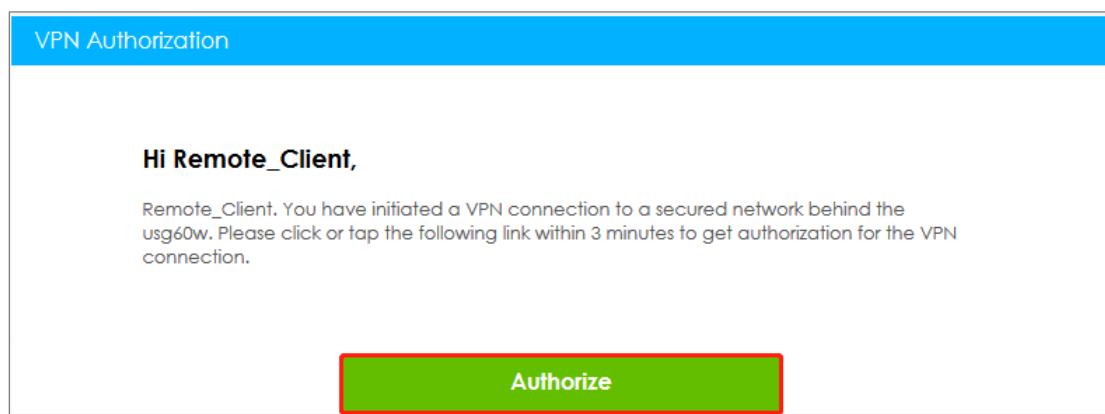 VPN Authorization
Hi Remote_Client,
Remote_Client. You have initiated a VPN connection to a secured network behind the
usg60w. Please click or tap the following link within 3 minutes to get authorization for the VPN
connection.
Authorize